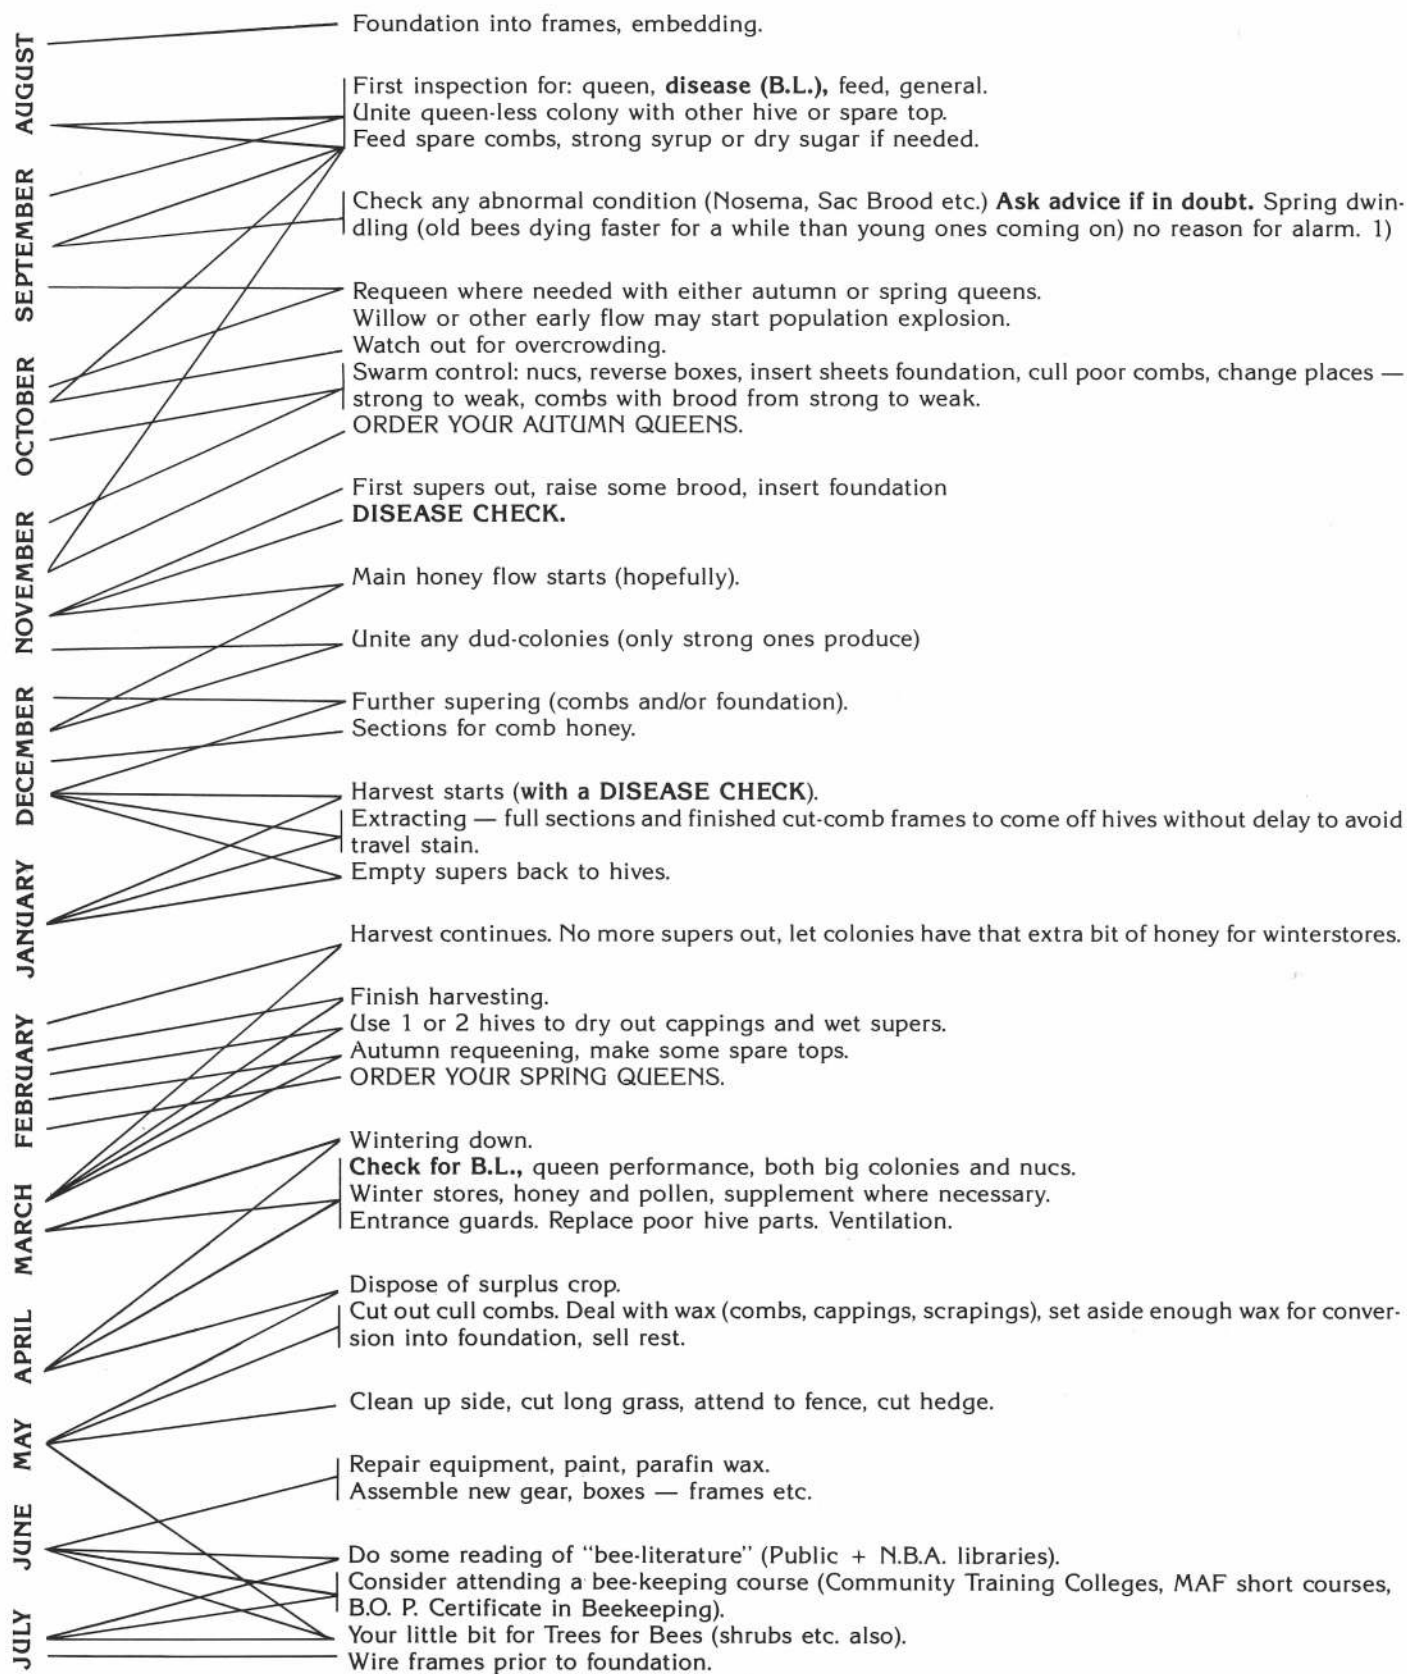 AUGUST
SEPTEMBER
OCTOBER
NOVEMBER
DECEMBER
JANUARY
FEBRUARY
MARCH
APRIL
MAY
JUNE
JULY
Foundation into frames, embedding.
First inspection for: queen, disease (B.L.), feed, general.
Unite queen-less colony with other hive or spare top.
Feed spare combs, strong syrup or dry sugar if needed.
Check any abnormal condition (Nosema, Sac Brood etc.) Ask advice if in doubt. Spring dwin-
dling (old bees dying faster for a while than young ones coming on) no reason for alarm. 1)
Requeen where needed with either autumn or spring queens.
Willow or other early flow may start population explosion.
Watch out for overcrowding.
Swarm control: nucs, reverse boxes, insert sheets foundation, cull poor combs, change places —
strong to weak, combs with brood from strong to weak.
ORDER YOUR AUTUMN QUEENS.
First supers out, raise some brood, insert foundation
DISEASE CHECK.
Main honey flow starts (hopefully).
Unite any dud-colonies (only strong ones produce)
Further supering (combs and/or foundation).
Sections for comb honey.
Harvest starts (with a DISEASE CHECK).
Extracting — full sections and finished cut-comb frames to come off hives without delay to avoid
travel stain.
Empty supers back to hives.
Harvest continues. No more supers out, let colonies have that extra bit of honey for winterstores.
Finish harvesting.
Use 1 or 2 hives to dry out cappings and wet supers.
Autumn requeening, make some spare tops.
ORDER YOUR SPRING QUEENS.
Wintering down.
Check for B.L., queen performance, both big colonies and nucs.
Winter stores, honey and pollen, supplement where necessary.
Entrance guards. Replace poor hive parts. Ventilation.
Dispose of surplus crop.
Cut out cull combs. Deal with wax (combs, cappings, scrapings), set aside enough wax for conver-
sion into foundation, sell rest.
Clean up side, cut long grass, attend to fence, cut hedge.
Repair equipment, paint, parafin wax.
Assemble new gear, boxes — frames etc.
Do some reading of "bee-literature" (Public + N.B.A. libraries).
Consider attending a bee-keeping course (Community Training Colleges, MAF short courses,
B.O. P. Certificate in Beekeeping).
Your little bit for Trees for Bees (shrubs etc. also).
Wire frames prior to foundation.